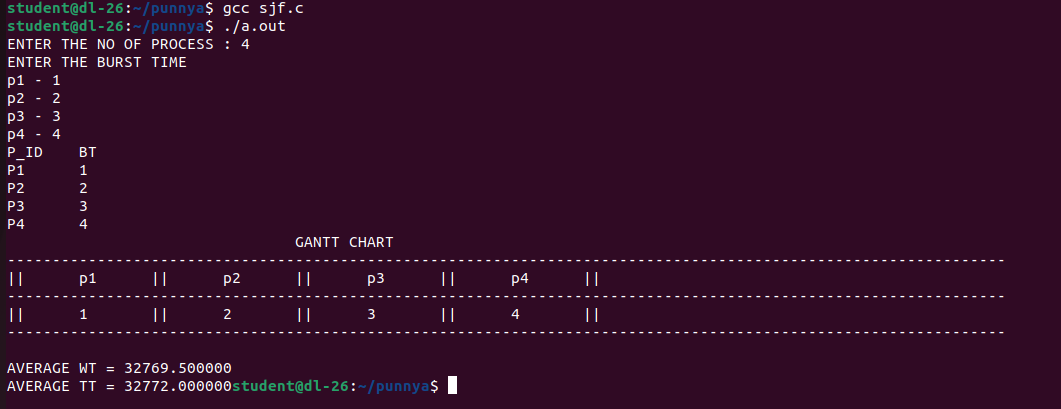 student@dl-26:~/punnya$ gcc sjf.c
student@dl-26:~/punnya$ ./a.out
ENTER THE NO OF PROCESS : 4
ENTER THE BURST TIME
p1 - 1
p2 - 2
p3 - 3
p4 - 4
P_ID    BT
P1      1
P2      2
P3      3
P4      4
                                GANTT CHART
---------------------------------------------------------------------------------------------------------------
||      p1      ||      p2      ||      p3      ||      p4      ||
---------------------------------------------------------------------------------------------------------------
||      1       ||      2       ||      3       ||      4       ||
---------------------------------------------------------------------------------------------------------------
AVERAGE WT = 32769.500000
AVERAGE TT = 32772.000000student@dl-26:~/punnya$